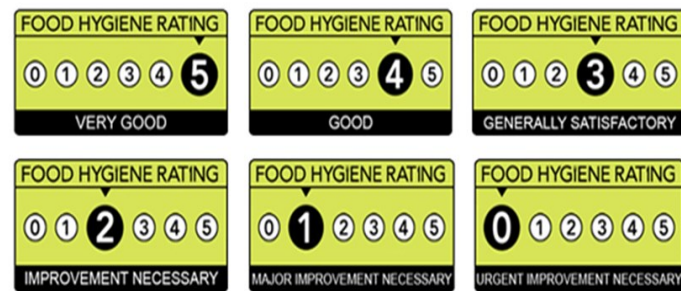 FOOD HYGIENE RATING
0 1 2 3 4 5
VERY GOOD
FOOD HYGIENE RATING
0 1 2 3 4 5
GOOD
FOOD HYGIENE RATING
0 1 2 3 4 5
GENERALLY SATISFACTORY
FOOD HYGIENE RATING
0 1 2 3 4 5
IMPROVEMENT NECESSARY
FOOD HYGIENE RATING
0 1 2 3 4 5
MAJOR IMPROVEMENT NECESSARY
FOOD HYGIENE RATING
0 1 2 3 4 5
URGENT IMPROVEMENT NECESSARY